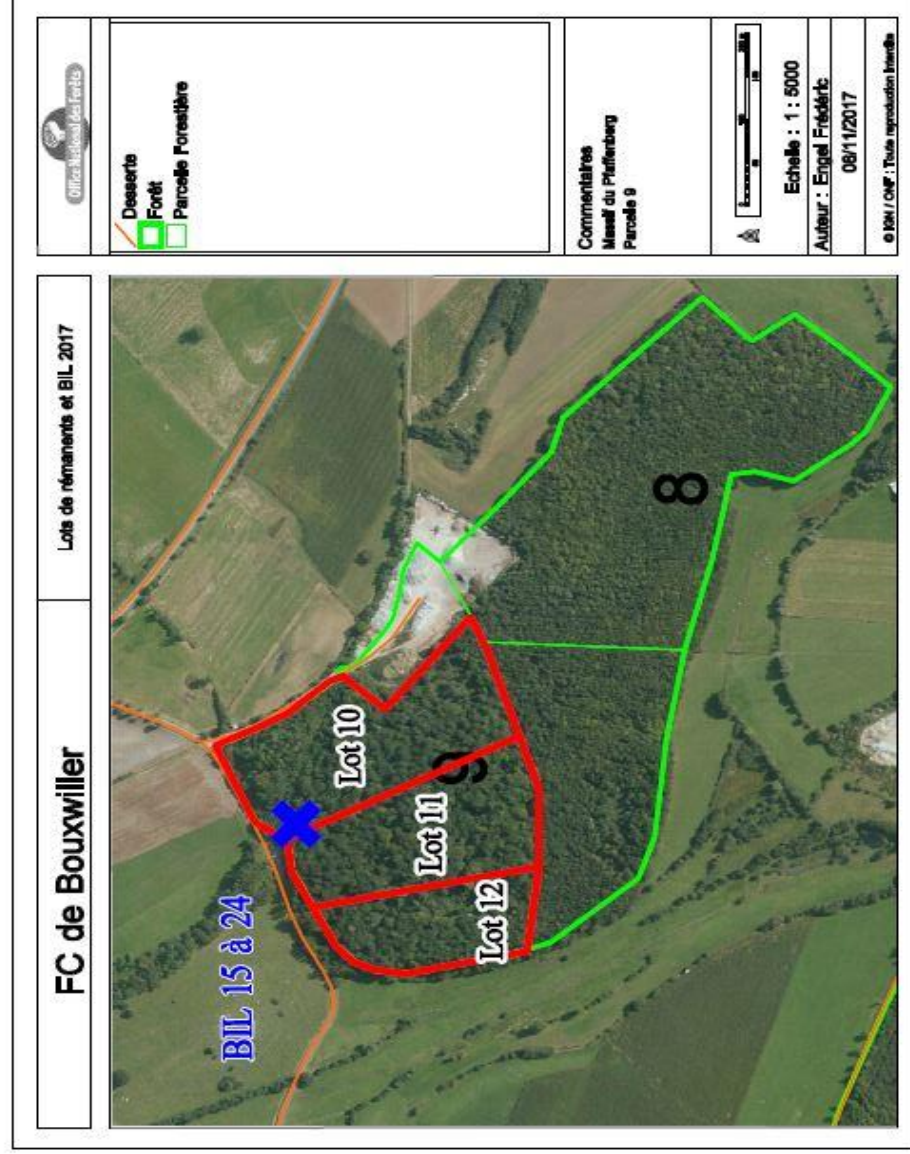 FC de Bouxwiller
Lots de rémanents et BIL 2017
Office National des Forêts
Desserte
Forêt
Parcelle Forestière
BIL 15 à 24
Lot 10
Lot 11
Lot 12
9
8
Commentaires
Massif du Pfaffenberg
Parcelle 9
Echelle : 1 : 5000
Auteur : Engel Frédéric
08/11/2017
© IGN / ONF : Toute reproduction interdite